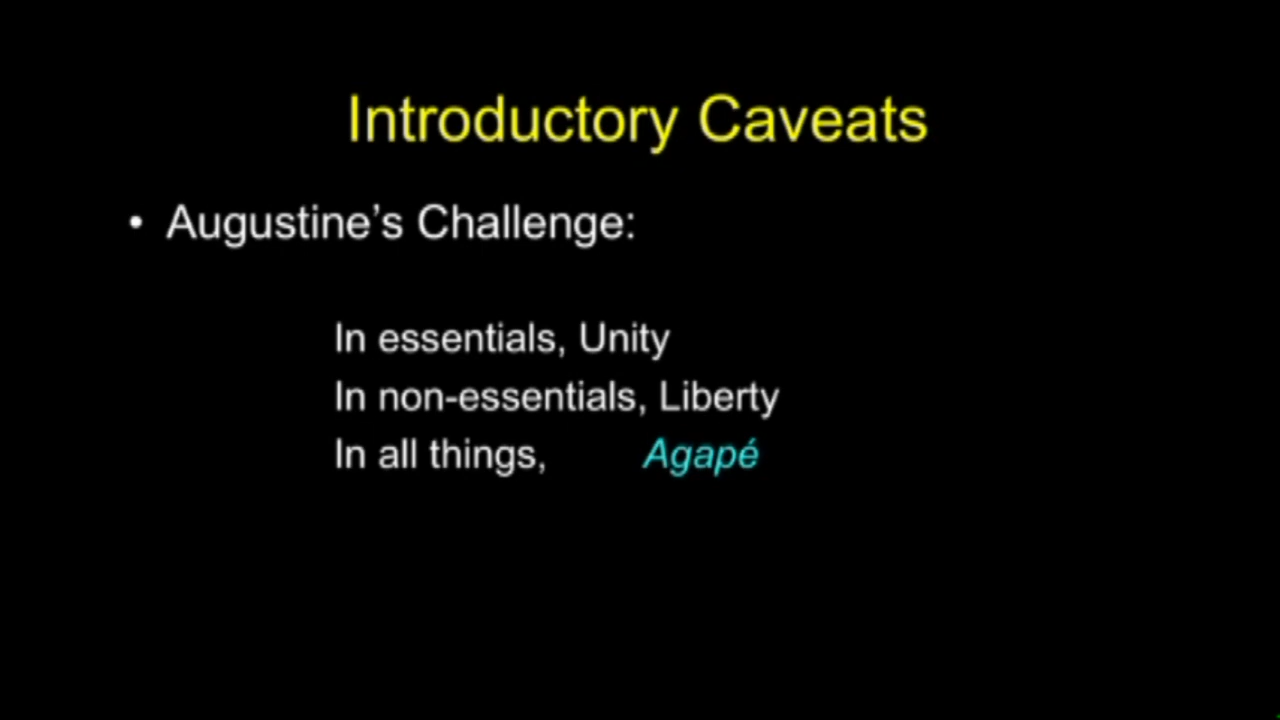 Introductory Caveats
• Augustine’s Challenge:
In essentials, Unity
In non-essentials, Liberty
In all things, Agapé